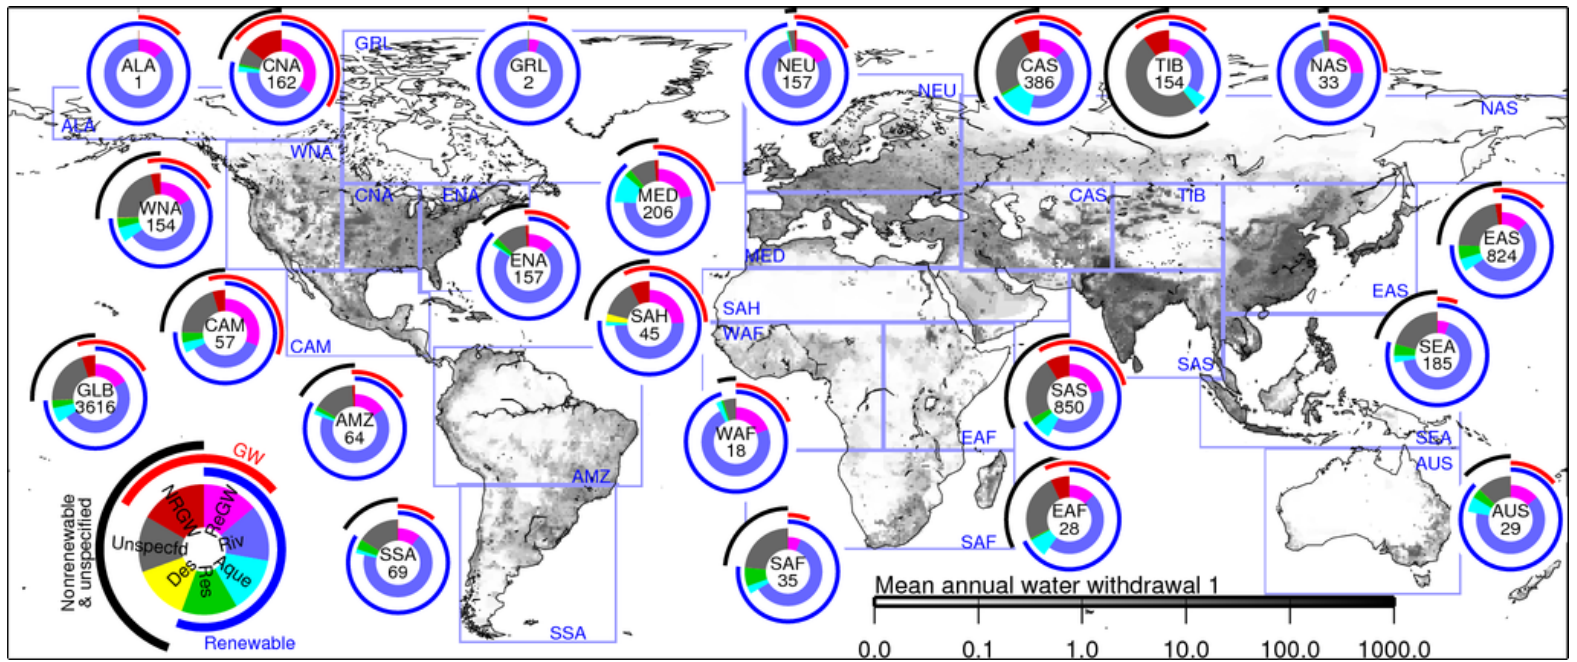 ALA
1
CNA
162
GRL
GRL
2
NEU
157
NEU
CAS
386
TIB
154
NAS
33
NAS
ALA
WNA
CNA
ENA
MED
206
CAS
TIB
WNA
154
ENA
157
MED
EAS
824
EAS
CAM
57
CAM
SAH
45
SAH
WAF
SEA
185
SAS
GLB
3616
AMZ
64
SAS
850
WAF
18
EAF
SEA
AUS
AMZ
GW
NRGW
ReGW
Unspecfd
Riv
Des
Res
Aque
Nonrenewable
& unspecified
Renewable
SSA
69
SSA
SAF
35
SAF
EAF
28
AUS
29
Mean annual water withdrawal 1
0.0 0.1 1.0 10.0 100.0 1000.0